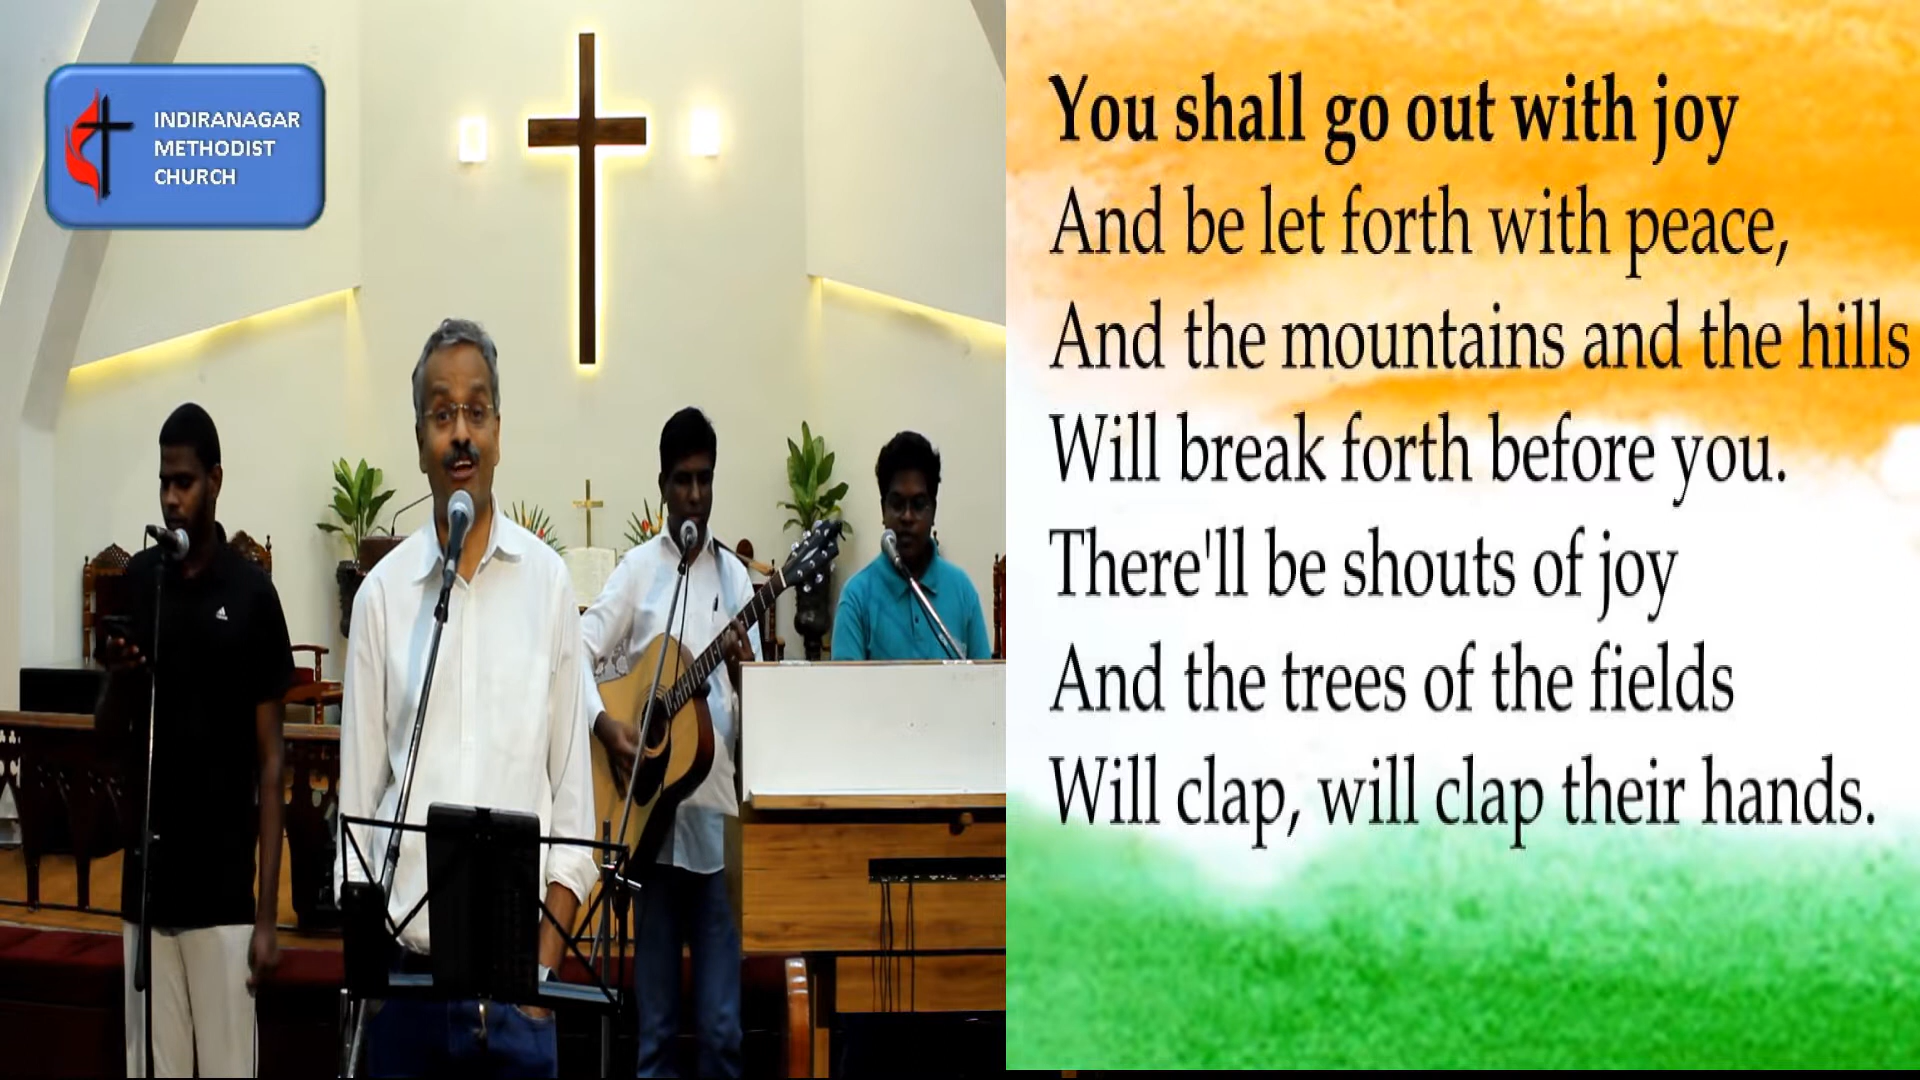 INDIRANAGAR
METHODIST
CHURCH
You shall go out with joy
And be let forth with peace,
And the mountains and the hills
Will break forth before you.
There'll be shouts of joy
And the trees of the fields
Will clap, will clap their hands.